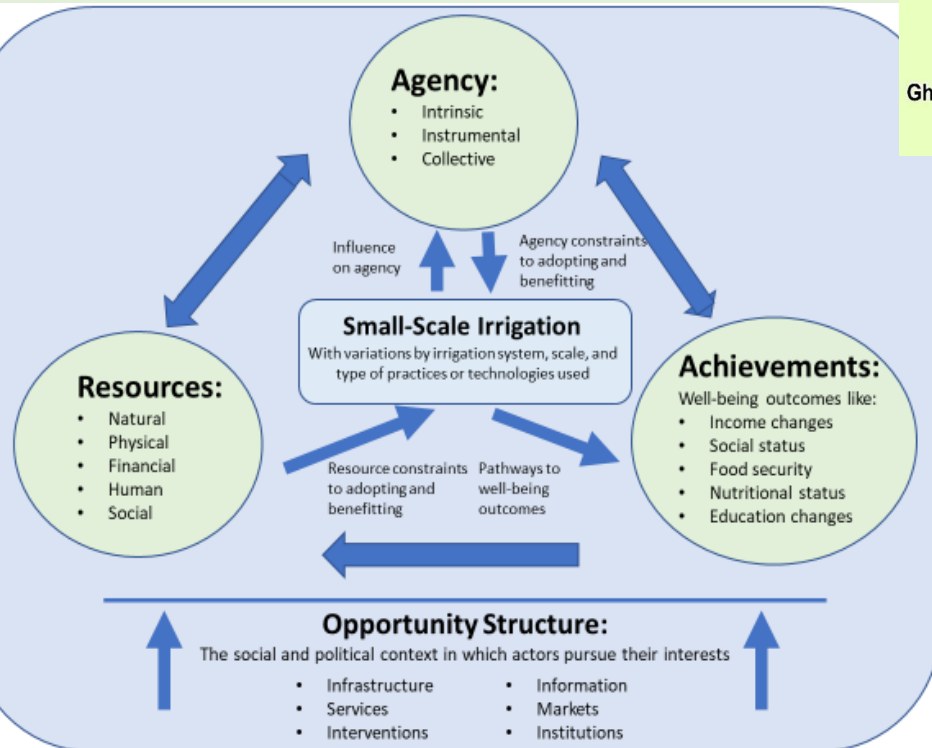 Agency:
• Intrinsic
• Instrumental
• Collective
Gh
Influence
on agency
Agency constraints
to adopting and
benefitting
Small-Scale Irrigation
With variations by irrigation system, scale, and
type of practices or technologies used
Resources:
• Natural
• Physical
• Financial
• Human
• Social
Achievements:
Well-being outcomes like:
• Income changes
• Social status
• Food security
• Nutritional status
• Education changes
Resource constraints
to adopting and
benefitting
Pathways to
well-being
outcomes
Opportunity Structure:
The social and political context in which actors pursue their interests
• Infrastructure
• Services
• Interventions
• Information
• Markets
• Institutions